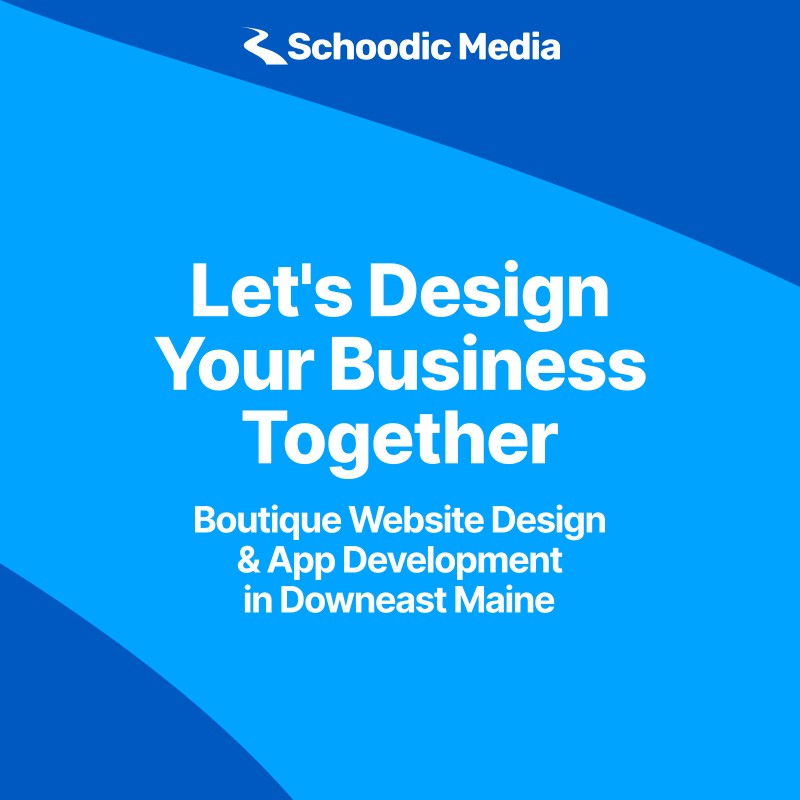 Schoodic Media
Let's Design
Your Business
Together
Boutique Website Design
& App Development
in Downeast Maine